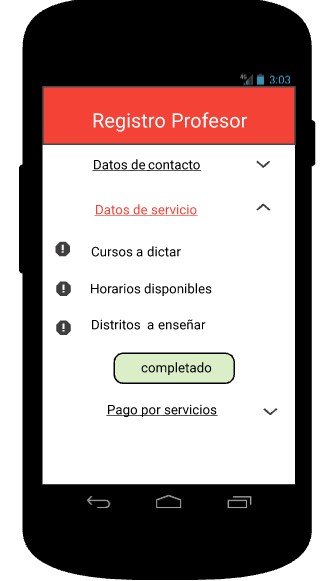 3:03
Registro Profesor
Datos de contacto
Datos de servicio
Cursos a dictar
Horarios disponibles
Distritos a enseñar
completado
Pago por servicios